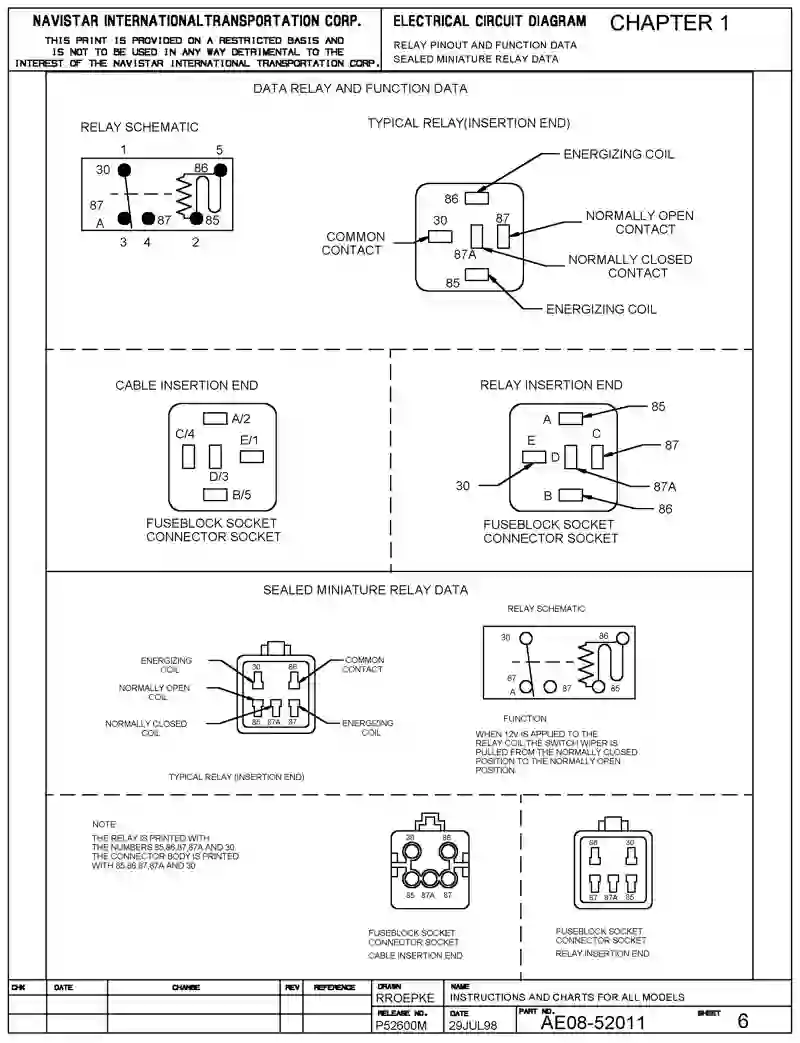 NAVISTAR INTERNATIONALTRANSPORTATION CORP.
THIS PRINT IS PROVIDED ON A RESTRICTED BASIS AND
IS NOT TO BE USED IN ANY WAY DETRIMENTAL TO THE
INTEREST OF THE NAVISTAR INTERNATIONAL TRANSPORTATION CORP.
ELECTRICAL CIRCUIT DIAGRAM
CHAPTER 1
RELAY PINOUT AND FUNCTION DATA
SEALED MINIATURE RELAY DATA
DATA RELAY AND FUNCTION DATA
RELAY SCHEMATIC
1 5
30 86
87
A 87 85
3 4 2
TYPICAL RELAY(INSERTION END)
ENERGIZING COIL
86
30 87
NORMALLY OPEN
CONTACT
COMMON
CONTACT
87A
NORMALLY CLOSED
CONTACT
85
ENERGIZING COIL
CABLE INSERTION END
A/2
C/4
E/1
D/3
B/5
FUSEBLOCK SOCKET
CONNECTOR SOCKET
RELAY INSERTION END
85
A
E C
87
D
30
87A
B
86
FUSEBLOCK SOCKET
CONNECTOR SOCKET
SEALED MINIATURE RELAY DATA
ENERGIZING
COIL
30 86
COMMON
CONTACT
NORMALLY OPEN
COIL
NORMALLY CLOSED
COIL
85 87A 87
ENERGIZING
COIL
TYPICAL RELAY (INSERTION END)
RELAY SCHEMATIC
30 86
87
A 87 85
FUNCTION
WHEN 12V IS APPLIED TO THE
RELAY COIL,THE SWITCH WIPER IS
PULLED FROM THE NORMALLY CLOSED
POSITION TO THE NORMALLY OPEN
POSITION.
NOTE
THE RELAY IS PRINTED WITH
THE NUMBERS 85,86,87,87A AND 30.
THE CONNECTOR BODY IS PRINTED
WITH 85,86,87,87A AND 30
30 86
85 87A 87
FUSEBLOCK SOCKET
CONNECTOR SOCKET
CABLE INSERTION END
86 30
87 87A 85
FUSEBLOCK SOCKET
CONNECTOR SOCKET
RELAY INSERTION END
CHK DATE CHANGE REV REFERENCE
DRAWN
RROEPKE
NAME
INSTRUCTIONS AND CHARTS FOR ALL MODELS
RELEASE NO.
P52600M
DATE
29JUL98
PART NO.
AE08-52011
SHEET
6